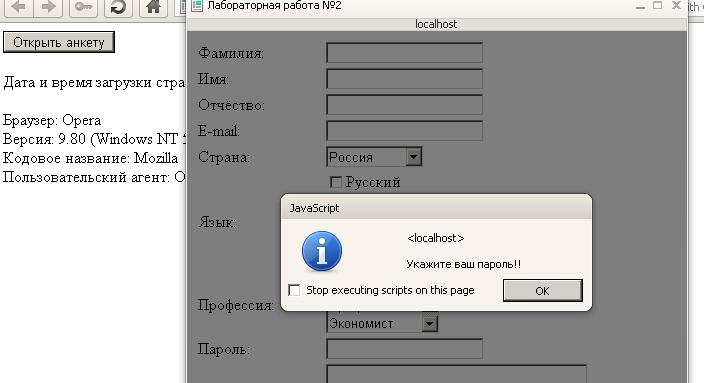 Лабораторная работа №2
localhost
Открыть анкету
Дата и время загрузки стра
Браузер: Opera
Версия: 9.80 (Windows NT
Кодовое название: Mozilla
Пользовательский агент: O
Фамилия:
Имя:
Отчёство:
E-mail:
Страна:
Россия
Русский
Язык:
JavaScript
<localhost>
Укажите ваш пароль!!
Stop executing scripts on this page
OK
Профессия:
Экономист
Пароль: